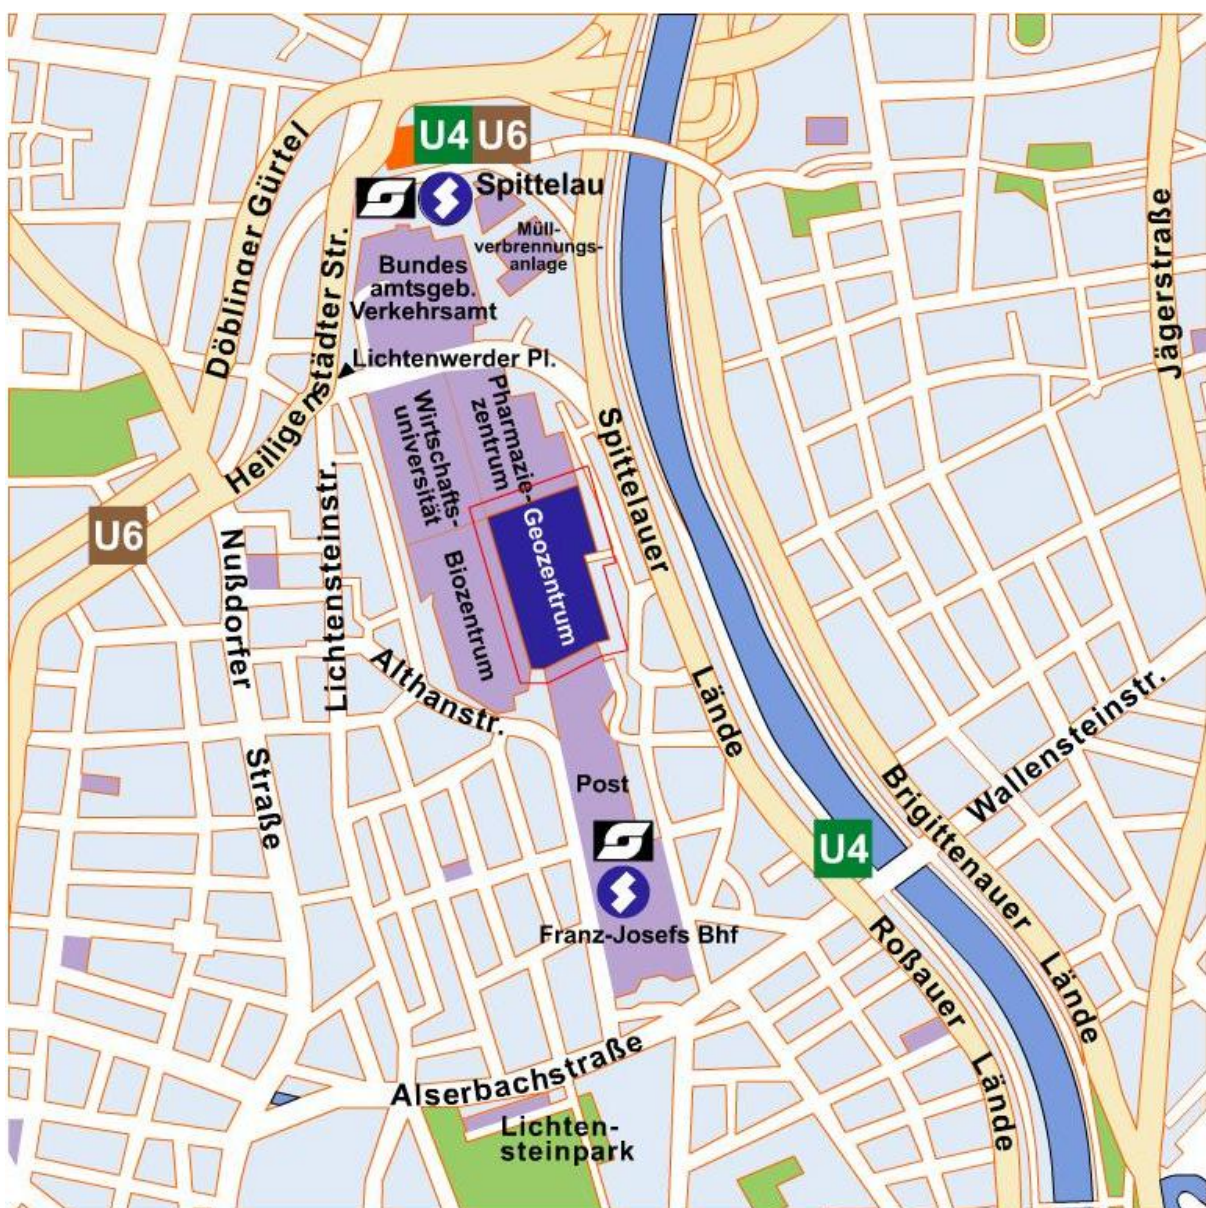 U4 U6
Spittelau
Müll-
verbrennungs-
anlage
Bundes
amtsgeb.
Verkehrsamt
Döblinger Gürtel
Heiligenstädter Str.
Lichtenwerder Pl.
Jägerstraße
Wirtschafts-
universität
Pharmazie-
zentrum
Geozentrum
Biozentrum
Spittelauer
Lände
U6
Nußdorfer
Straße
Lichtensteinstr.
Althanstr.
Post
U4
Wallensteinstr.
Brigittenauer
Lände
Franz-Josefs Bhf
Roßauer
Lände
Alserbachstraße
Lichten-
steinpark